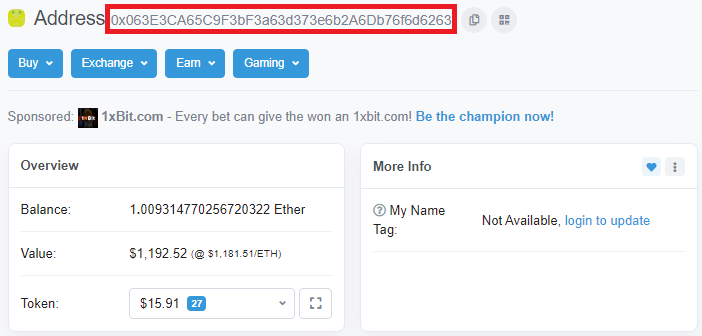 Address 0x063E3CA65C9F3bF3a63d373e6b2A6Db76f6d6263
Buy Exchange Earn Gaming
Sponsored: 1xBit.com - Every bet can give the won an 1xbit.com! Be the champion now!
Overview
Balance: 1.009314770256720322 Ether
Value: $1,192.52 (@ $1,181.51/ETH)
Token: $15.91 27
More Info
My Name
Tag:
Not Available, login to update